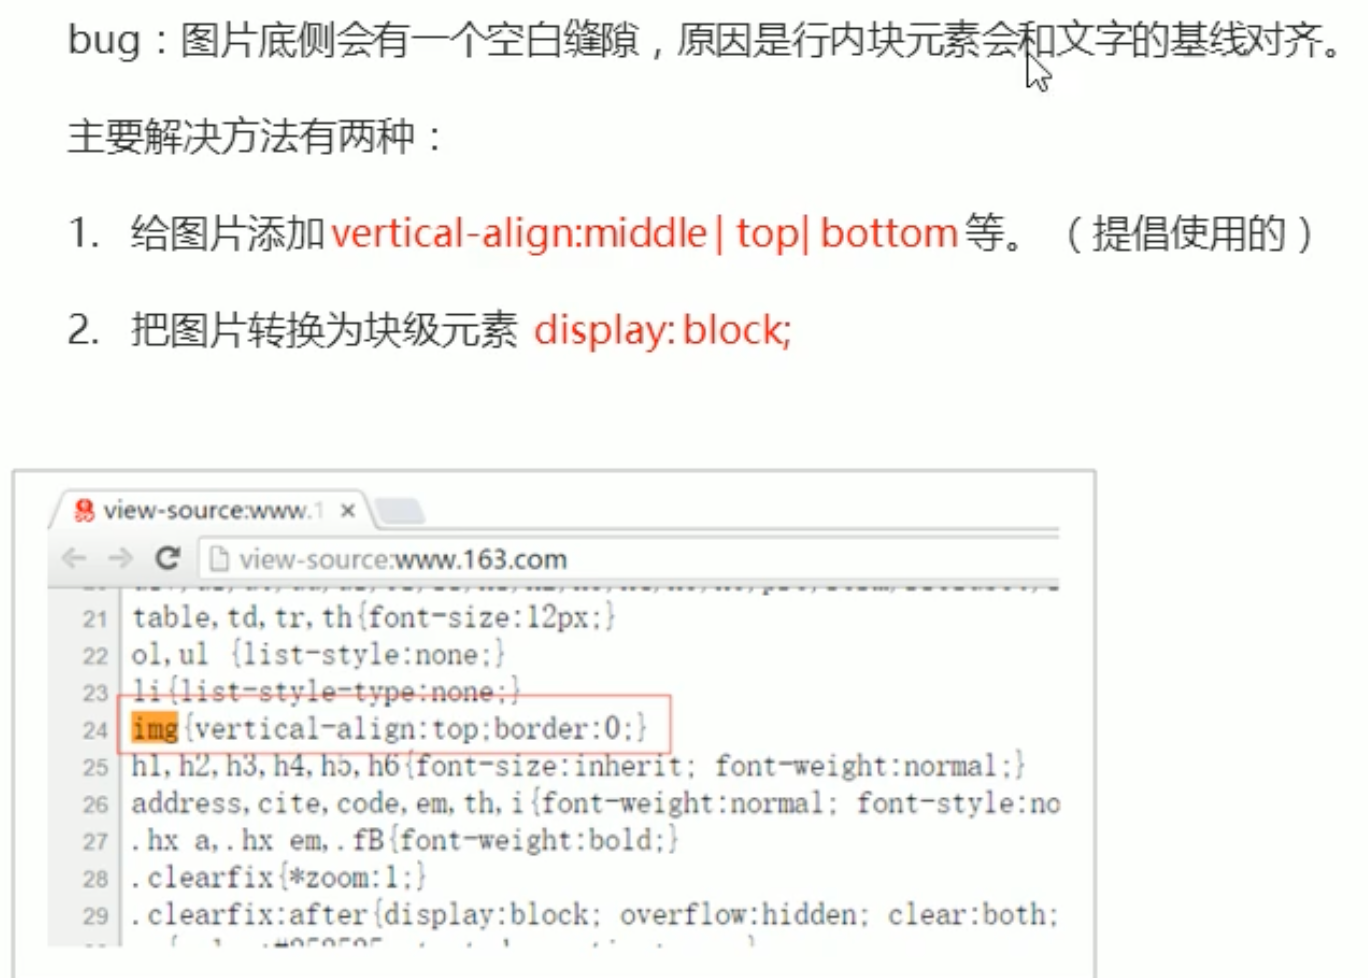 bug：图片底侧会有一个空白缝隙，原因是行内块元素会和文字的基线对齐。
主要解决方法有两种：
1. 给图片添加vertical-align:middle| top| bottom等。（提倡使用的）
2. 把图片转换为块级元素 display:block;
view-source:www.1
view-source:www.163.com
21 table,td,tr,th{font-size:12px;}
22 ol,ul {list-style:none;}
23 li{list-style-type:none;}
24 img{vertical-align:top;border:0;}
25 h1,h2,h3,h4,h5,h6{font-size:inherit; font-weight:normal;}
26 address,cite,code,em,th,i{font-weight:normal; font-style:no
27 .hx a,.hx em,.fB{font-weight:bold;}
28 .clearfix{*zoom:1;}
29 .clearfix:after{display:block; overflow:hidden; clear:both;